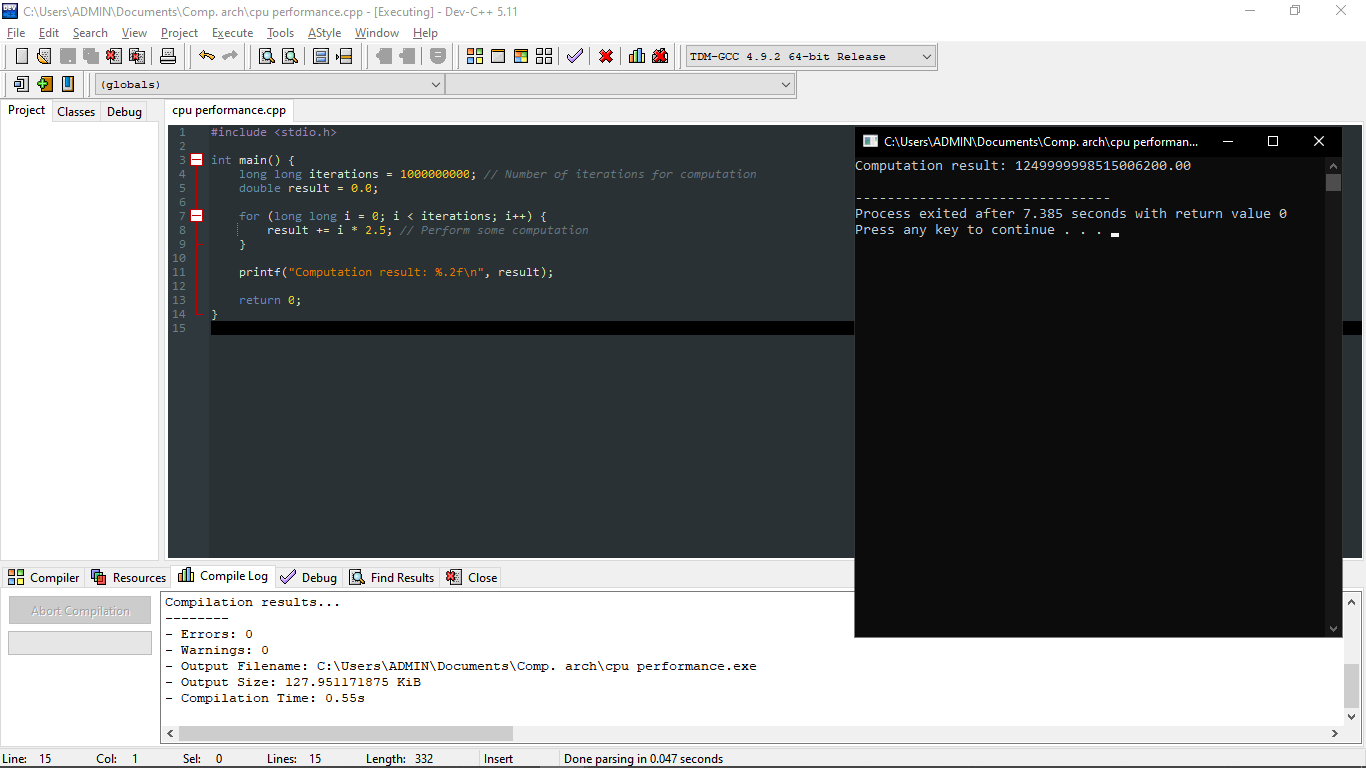 C:\Users\ADMIN\Documents\Comp. arch\cpu performance.cpp - [Executing] - Dev-C++ 5.11
File Edit Search View Project Execute Tools AStyle Window Help
TDM-GCC 4.9.2 64-bit Release
(globals)
Project Classes Debug
cpu performance.cpp
1 #include <stdio.h>
2
3 int main() {
4 long long iterations = 1000000000; // Number of iterations for computation
5 double result = 0.0;
6
7 for (long long i = 0; i < iterations; i++) {
8 result += i * 2.5; // Perform some computation
9 }
10
11 printf("Computation result: %.2f\n", result);
12
13 return 0;
14 }
15
C:\Users\ADMIN\Documents\Comp. arch\cpu performan...
Computation result: 1249999998515006200.00
--------------------------------
Process exited after 7.385 seconds with return value 0
Press any key to continue . . .
Compiler Resources Compile Log Debug Find Results Close
Abort Compilation
Compilation results...
--------
- Errors: 0
- Warnings: 0
- Output Filename: C:\Users\ADMIN\Documents\Comp. arch\cpu performance.exe
- Output Size: 127.951171875 KiB
- Compilation Time: 0.55s
Line: 15 Col: 1 Sel: 0 Lines: 15 Length: 332 Insert Done parsing in 0.047 seconds